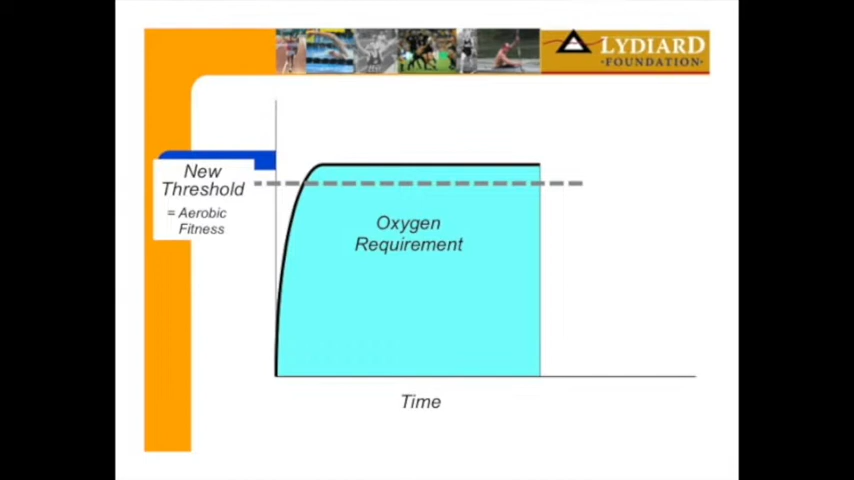 LYDIARD
·FOUNDATION·
New
Threshold
= Aerobic
Fitness
Oxygen
Requirement
Time